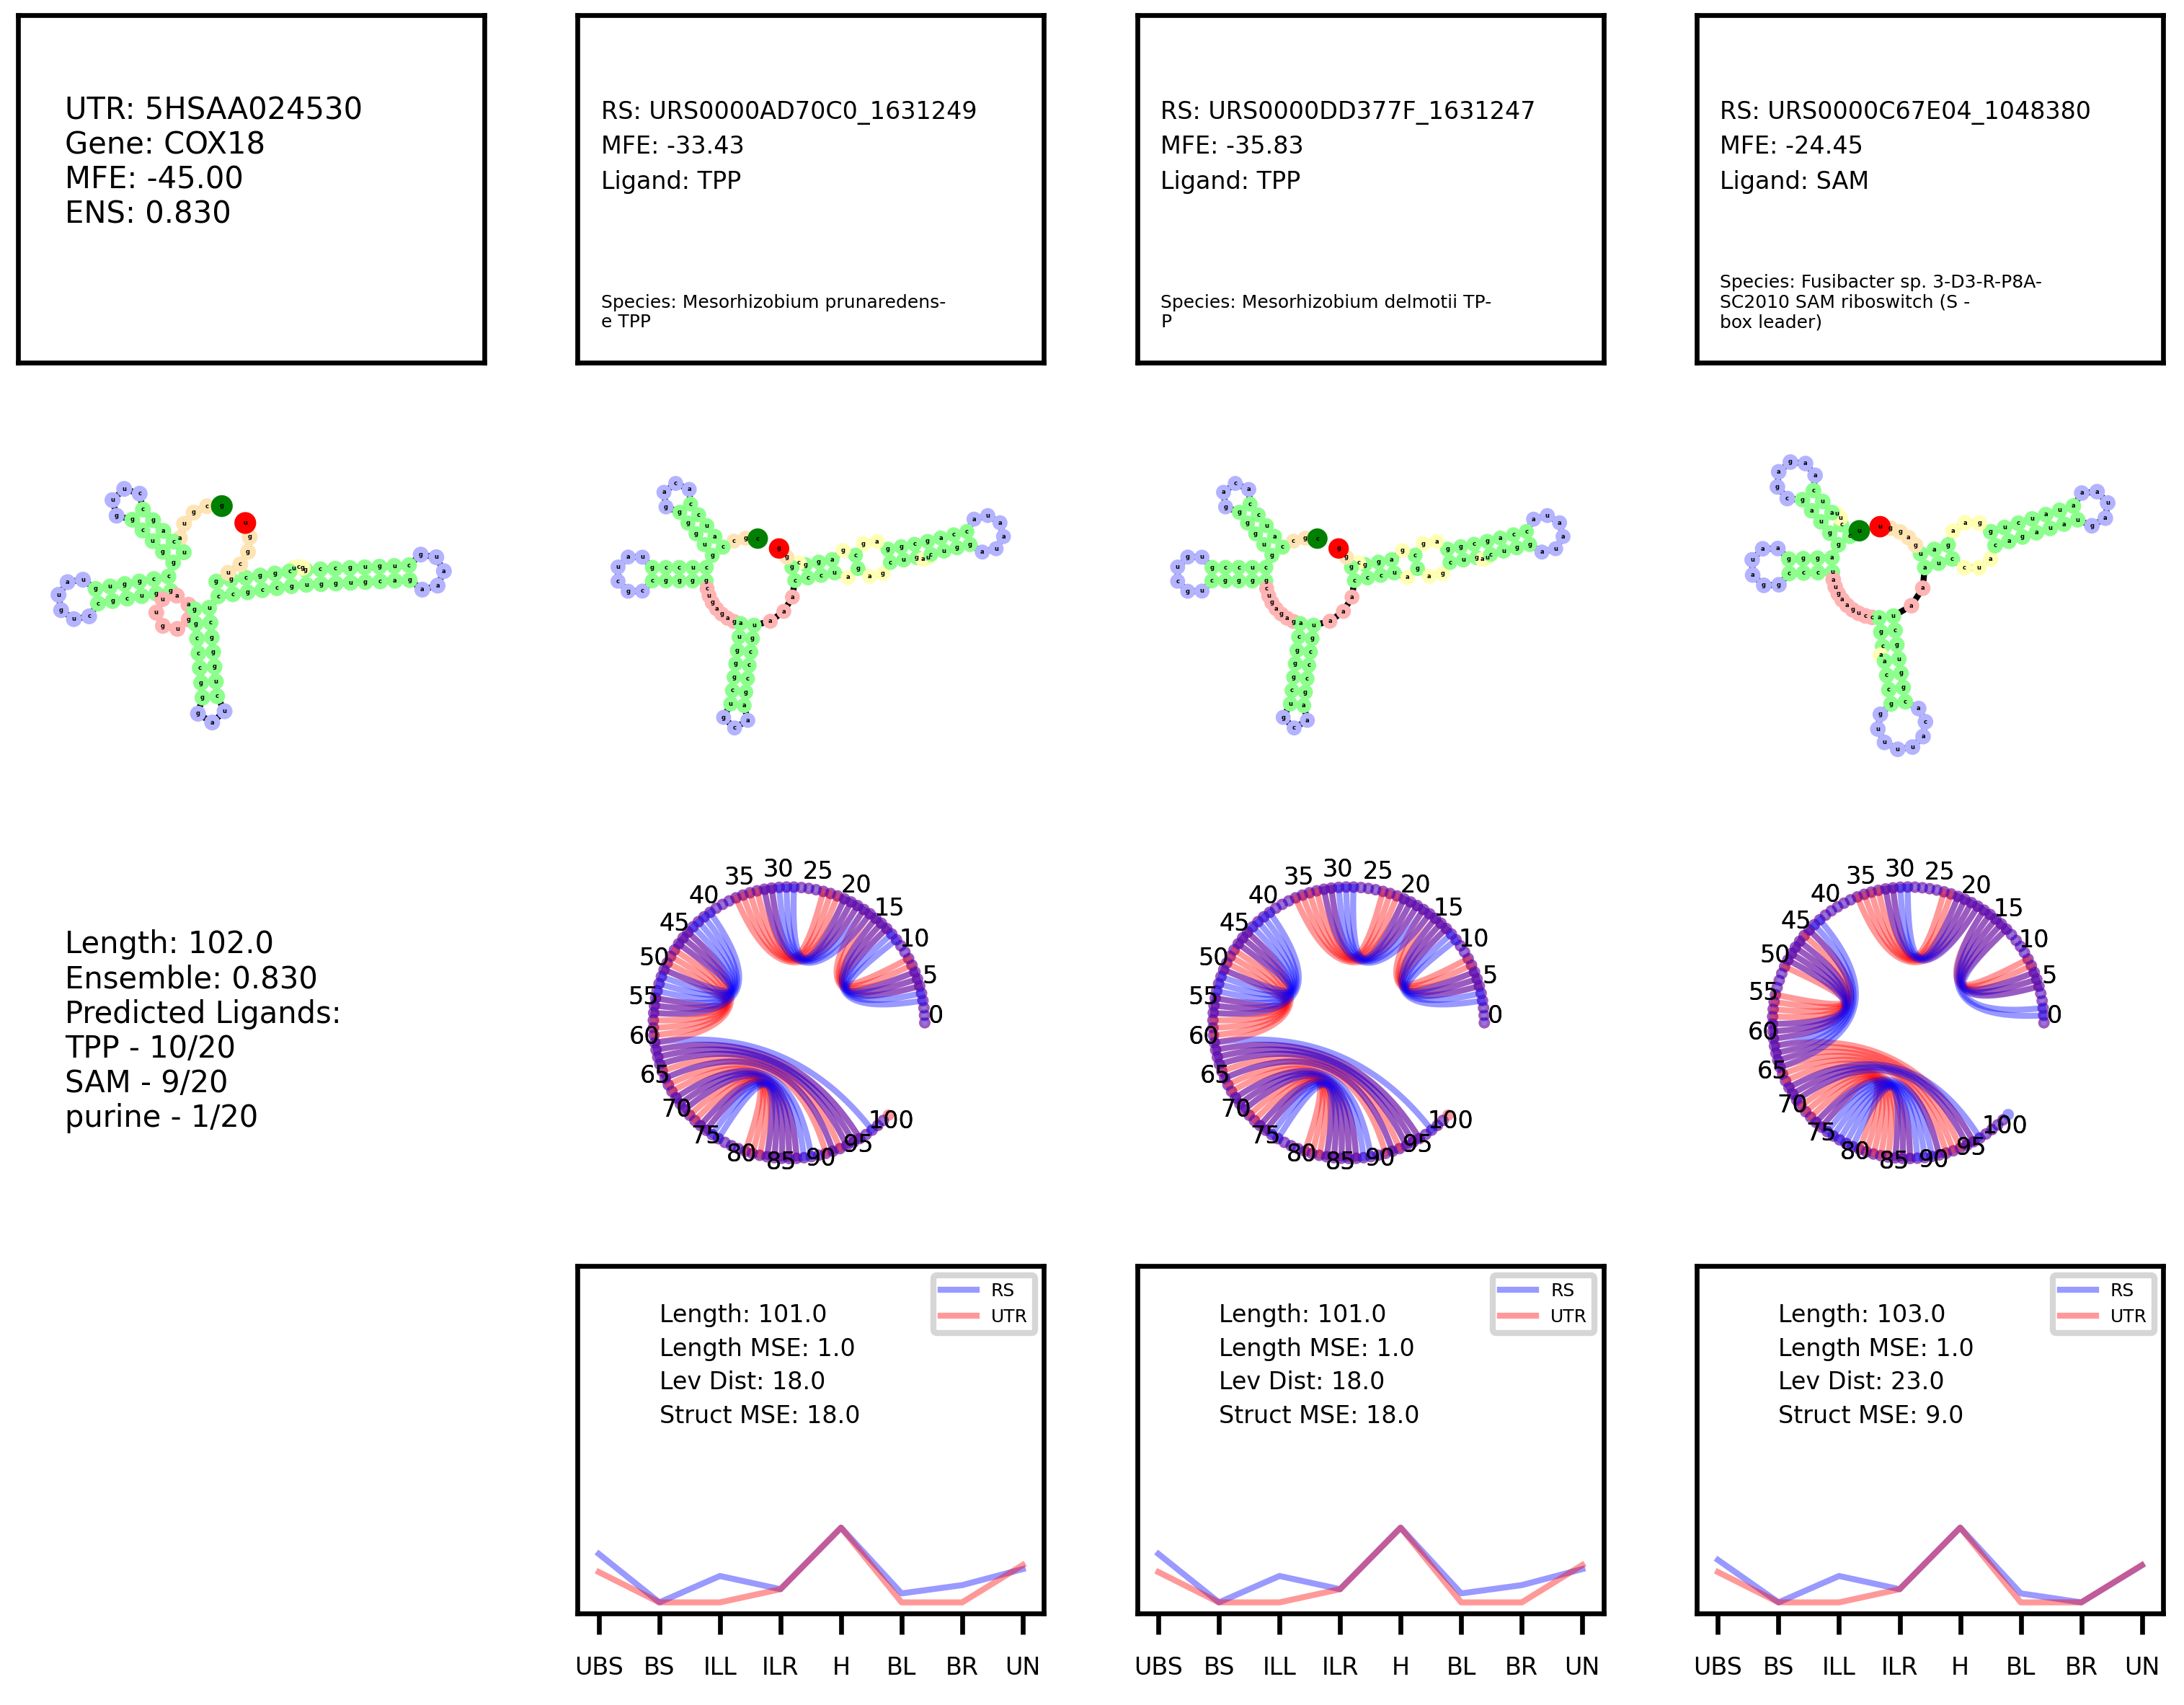 UTR: 5HSAA024530
Gene: COX18
MFE: -45.00
ENS: 0.830
RS: URS0000AD70C0_1631249
MFE: -33.43
Ligand: TPP
Species: Mesorhizobium prunaredens-
e TPP
RS: URS0000DD377F_1631247
MFE: -35.83
Ligand: TPP
Species: Mesorhizobium delmotii TP-
P
RS: URS0000C67E04_1048380
MFE: -24.45
Ligand: SAM
Species: Fusibacter sp. 3-D3-R-P8A-
SC2010 SAM riboswitch (S -
box leader)
Length: 102.0
Ensemble: 0.830
Predicted Ligands:
TPP - 10/20
SAM - 9/20
purine - 1/20
0 5 10 15 20 25 30 35 40 45 50 55 60 65 70 75 80 85 90 95 100
0 5 10 15 20 25 30 35 40 45 50 55 60 65 70 75 80 85 90 95 100
0 5 10 15 20 25 30 35 40 45 50 55 60 65 70 75 80 85 90 95 100
RS
UTR
Length: 101.0
Length MSE: 1.0
Lev Dist: 18.0
Struct MSE: 18.0
UBS BS ILL ILR H BL BR UN
RS
UTR
Length: 101.0
Length MSE: 1.0
Lev Dist: 18.0
Struct MSE: 18.0
UBS BS ILL ILR H BL BR UN
RS
UTR
Length: 103.0
Length MSE: 1.0
Lev Dist: 23.0
Struct MSE: 9.0
UBS BS ILL ILR H BL BR UN